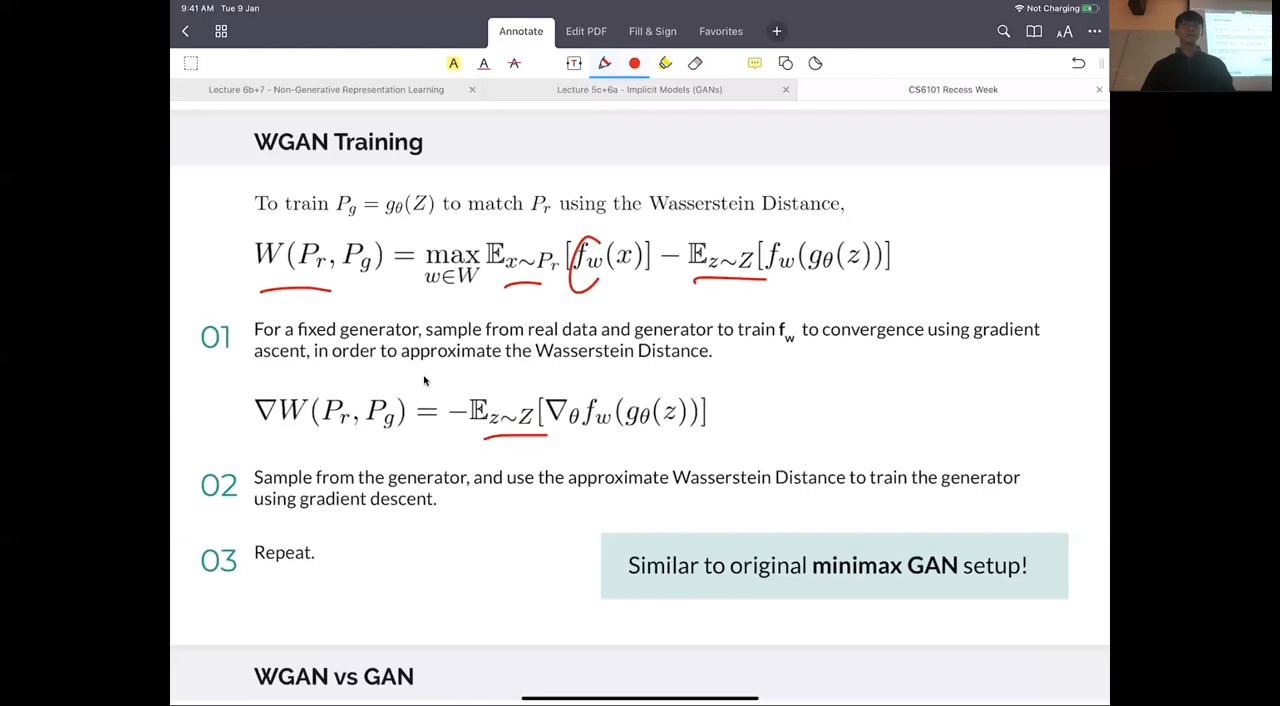 9:41 AM Tue 9 Jan
Not Charging
Annotate Edit PDF Fill & Sign Favorites +
Lecture 6b+7 - Non-Generative Representation Learning
Lecture 5c+6a - Implicit Models (GANs)
CS6101 Recess Week
WGAN Training
To train P_g = g_θ(Z) to match P_r using the Wasserstein Distance,
W(P_r, P_g) = max_{w∈W} 𝔼_{x∼P_r}[f_w(x)] − 𝔼_{z∼Z}[f_w(g_θ(z))]
01 For a fixed generator, sample from real data and generator to train f_w to convergence using gradient
ascent, in order to approximate the Wasserstein Distance.
∇W(P_r, P_g) = −𝔼_{z∼Z}[∇_θ f_w(g_θ(z))]
02 Sample from the generator, and use the approximate Wasserstein Distance to train the generator
using gradient descent.
03 Repeat.
Similar to original minimax GAN setup!
WGAN vs GAN